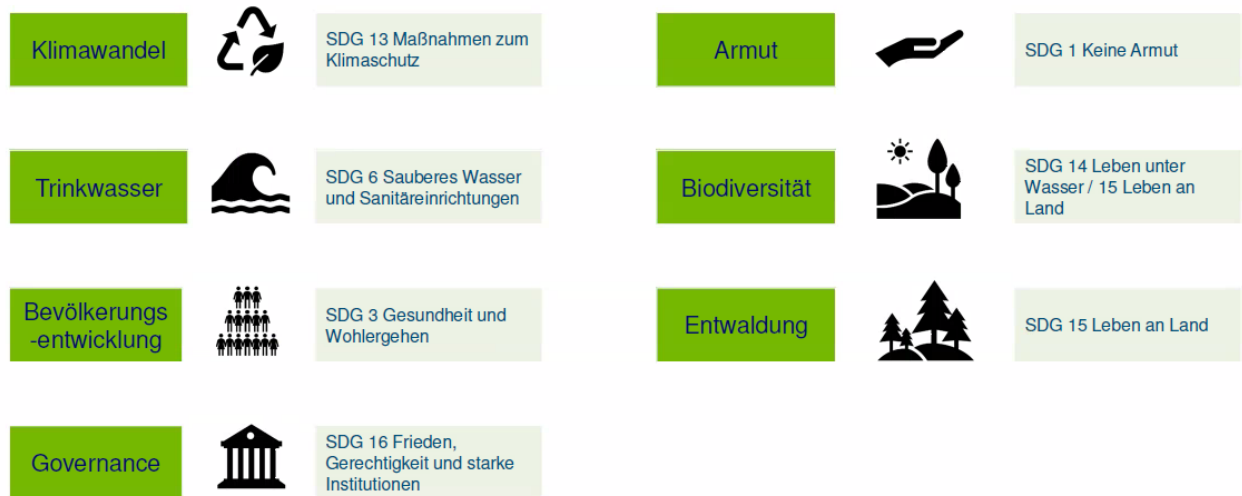 Klimawandel
SDG 13 Maßnahmen zum
Klimaschutz
Armut
SDG 1 Keine Armut
Trinkwasser
SDG 6 Sauberes Wasser
und Sanitäreinrichtungen
Biodiversität
SDG 14 Leben unter
Wasser / 15 Leben an
Land
Bevölkerungs
-entwicklung
SDG 3 Gesundheit und
Wohlergehen
Entwaldung
SDG 15 Leben an Land
Governance
SDG 16 Frieden,
Gerechtigkeit und starke
Institutionen